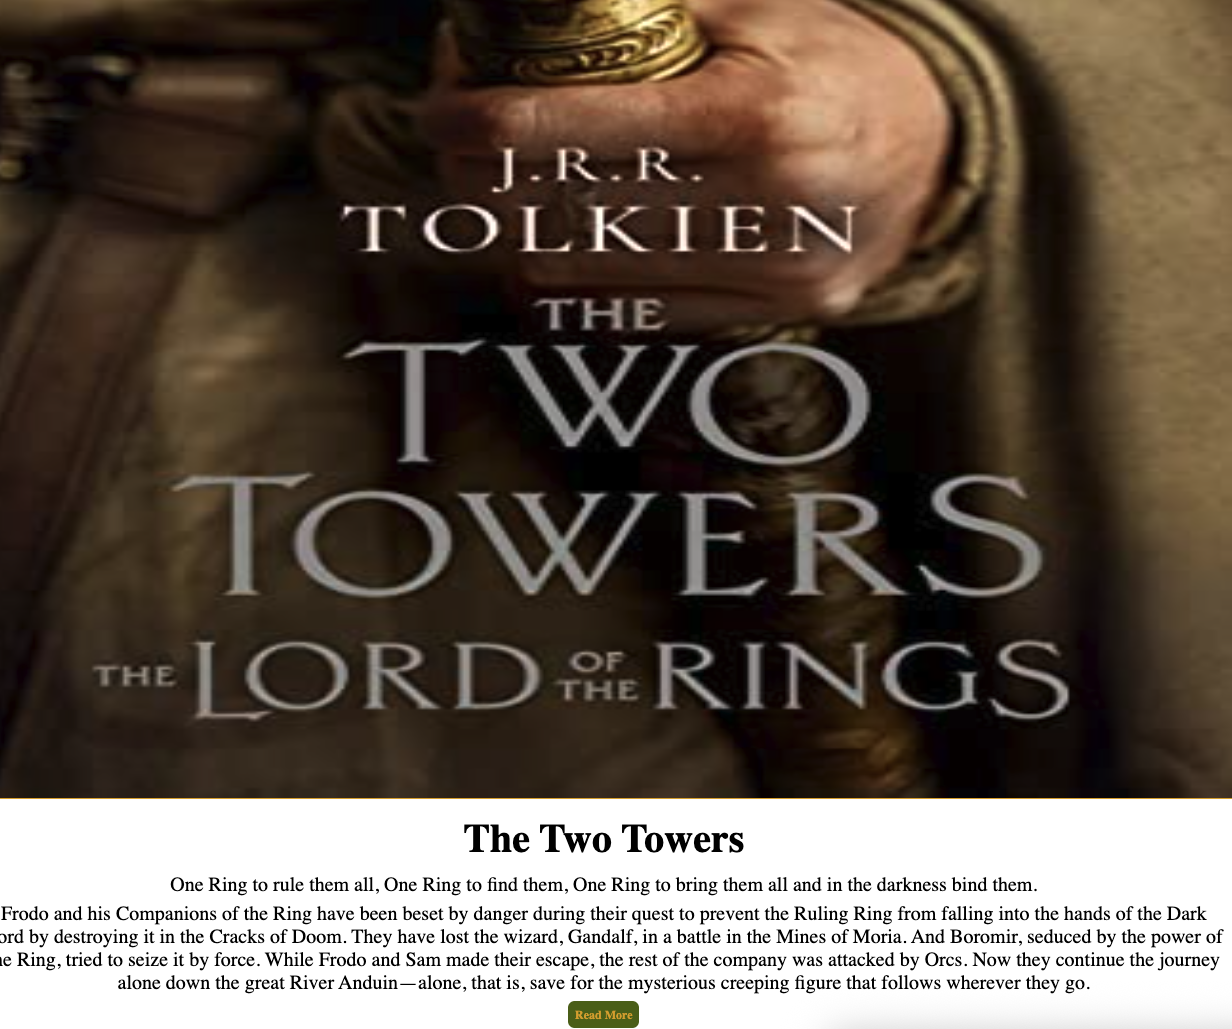 J.R.R.
TOLKIEN
THE
TWO
TOWERS
THE LORD OF THE RINGS
The Two Towers
One Ring to rule them all, One Ring to find them, One Ring to bring them all and in the darkness bind them.
Frodo and his Companions of the Ring have been beset by danger during their quest to prevent the Ruling Ring from falling into the hands of the Dark
ord by destroying it in the Cracks of Doom. They have lost the wizard, Gandalf, in a battle in the Mines of Moria. And Boromir, seduced by the power of
e Ring, tried to seize it by force. While Frodo and Sam made their escape, the rest of the company was attacked by Orcs. Now they continue the journey
alone down the great River Anduin—alone, that is, save for the mysterious creeping figure that follows wherever they go.
Read More